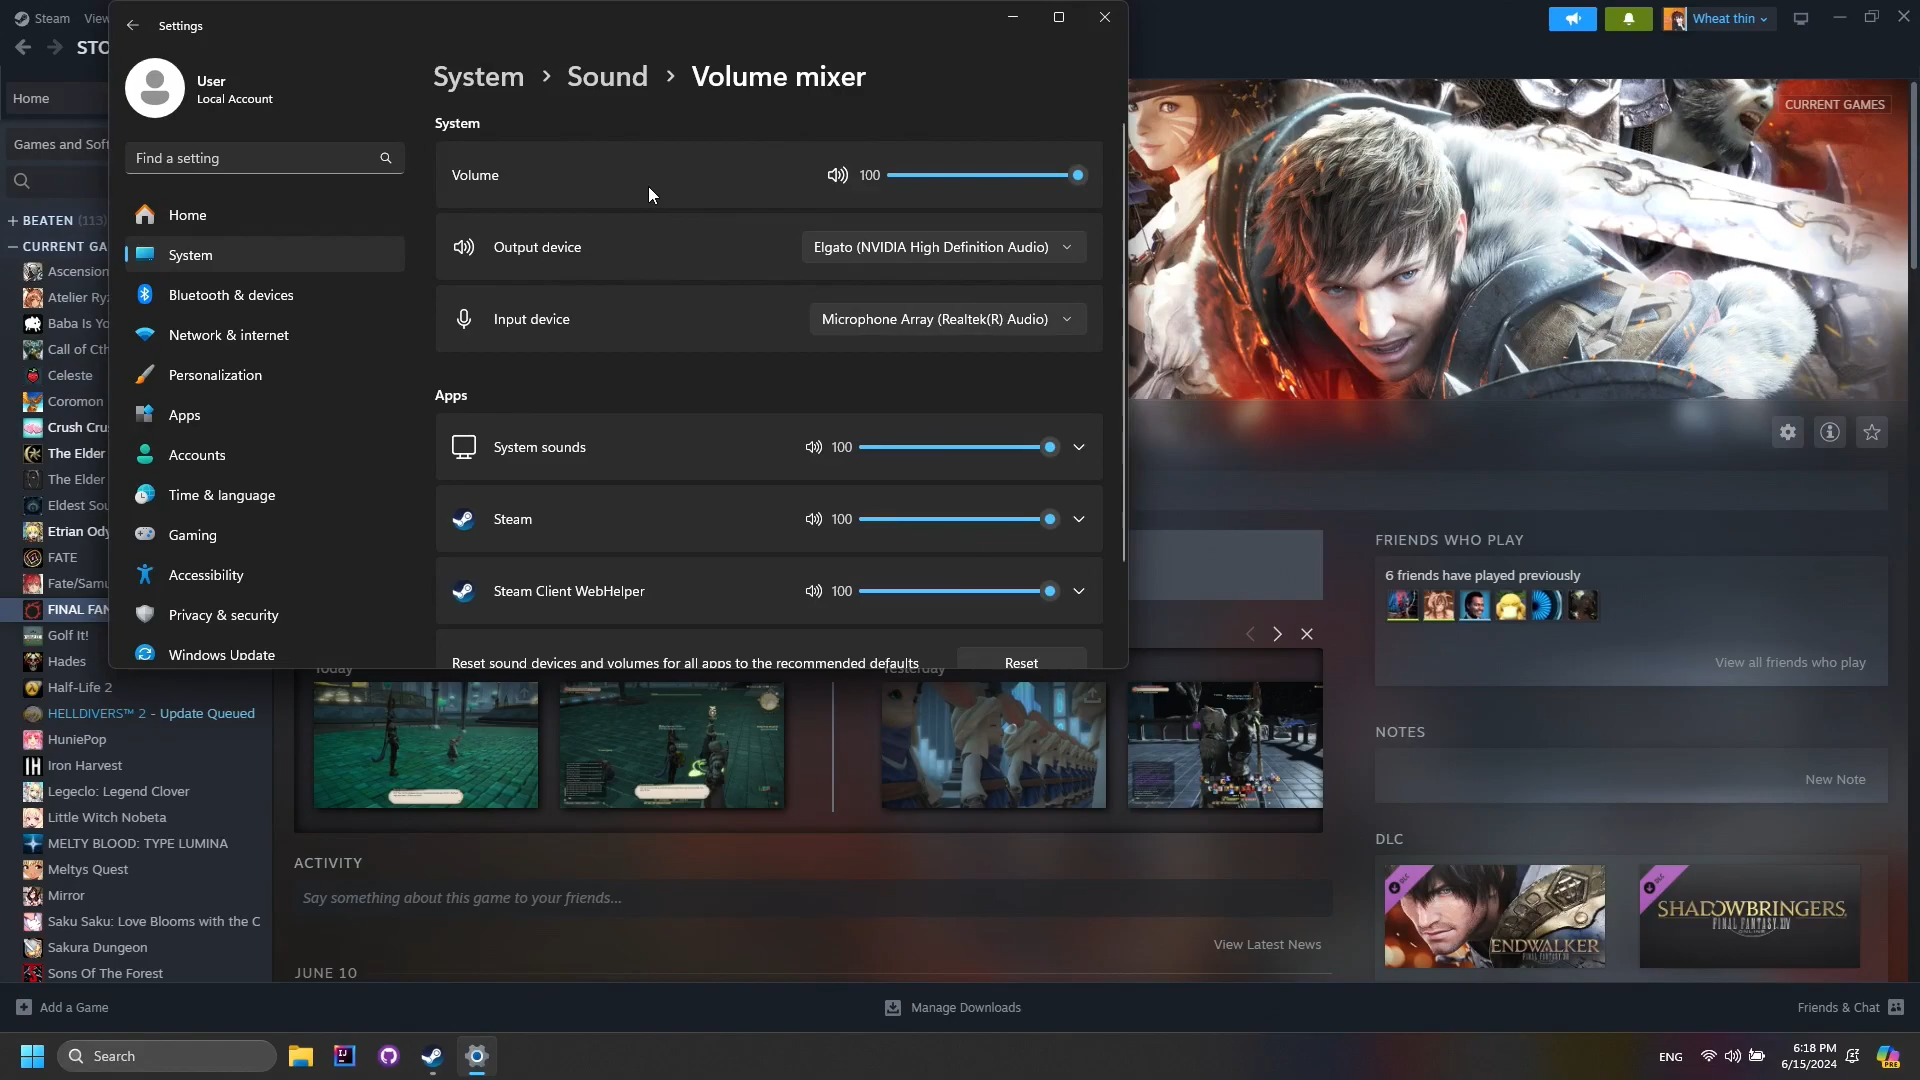 Steam
View
Settings
Wheat thin
STO
User
Local Account
System > Sound > Volume mixer
Home
CURRENT GAMES
System
Games and Soft
Find a setting
Volume
100
BEATEN (113)
Home
CURRENT GA
System
Output device
Elgato (NVIDIA High Definition Audio)
Ascension
Atelier Ry
Bluetooth & devices
Baba Is Yo
Network & internet
Input device
Microphone Array (Realtek(R) Audio)
Call of Cth
Celeste
Personalization
Apps
Coromon
Apps
Crush Cru
System sounds
100
The Elder
Accounts
The Elder
Time & language
Eldest Sou
Steam
100
Etrian Ody
Gaming
FRIENDS WHO PLAY
FATE
Accessibility
6 friends have played previously
Fate/Samu
Steam Client WebHelper
100
FINAL FAN
Privacy & security
Golf It!
Windows Update
Hades
Reset sound devices and volumes for all apps to the recommended defaults
Reset
View all friends who play
Today
Yesterday
Half-Life 2
HELLDIVERS™ 2 - Update Queued
HuniePop
NOTES
Iron Harvest
New Note
Legeclo: Legend Clover
Little Witch Nobeta
MELTY BLOOD: TYPE LUMINA
DLC
Meltys Quest
ACTIVITY
Mirror
Say something about this game to your friends...
Saku Saku: Love Blooms with the C
SHADOWBRINGERS
FINAL FANTASY XIV
Sakura Dungeon
View Latest News
ENDWALKER
Sons Of The Forest
JUNE 10
Add a Game
Manage Downloads
Friends & Chat
Search
ENG
6:18 PM
6/15/2024
PRE